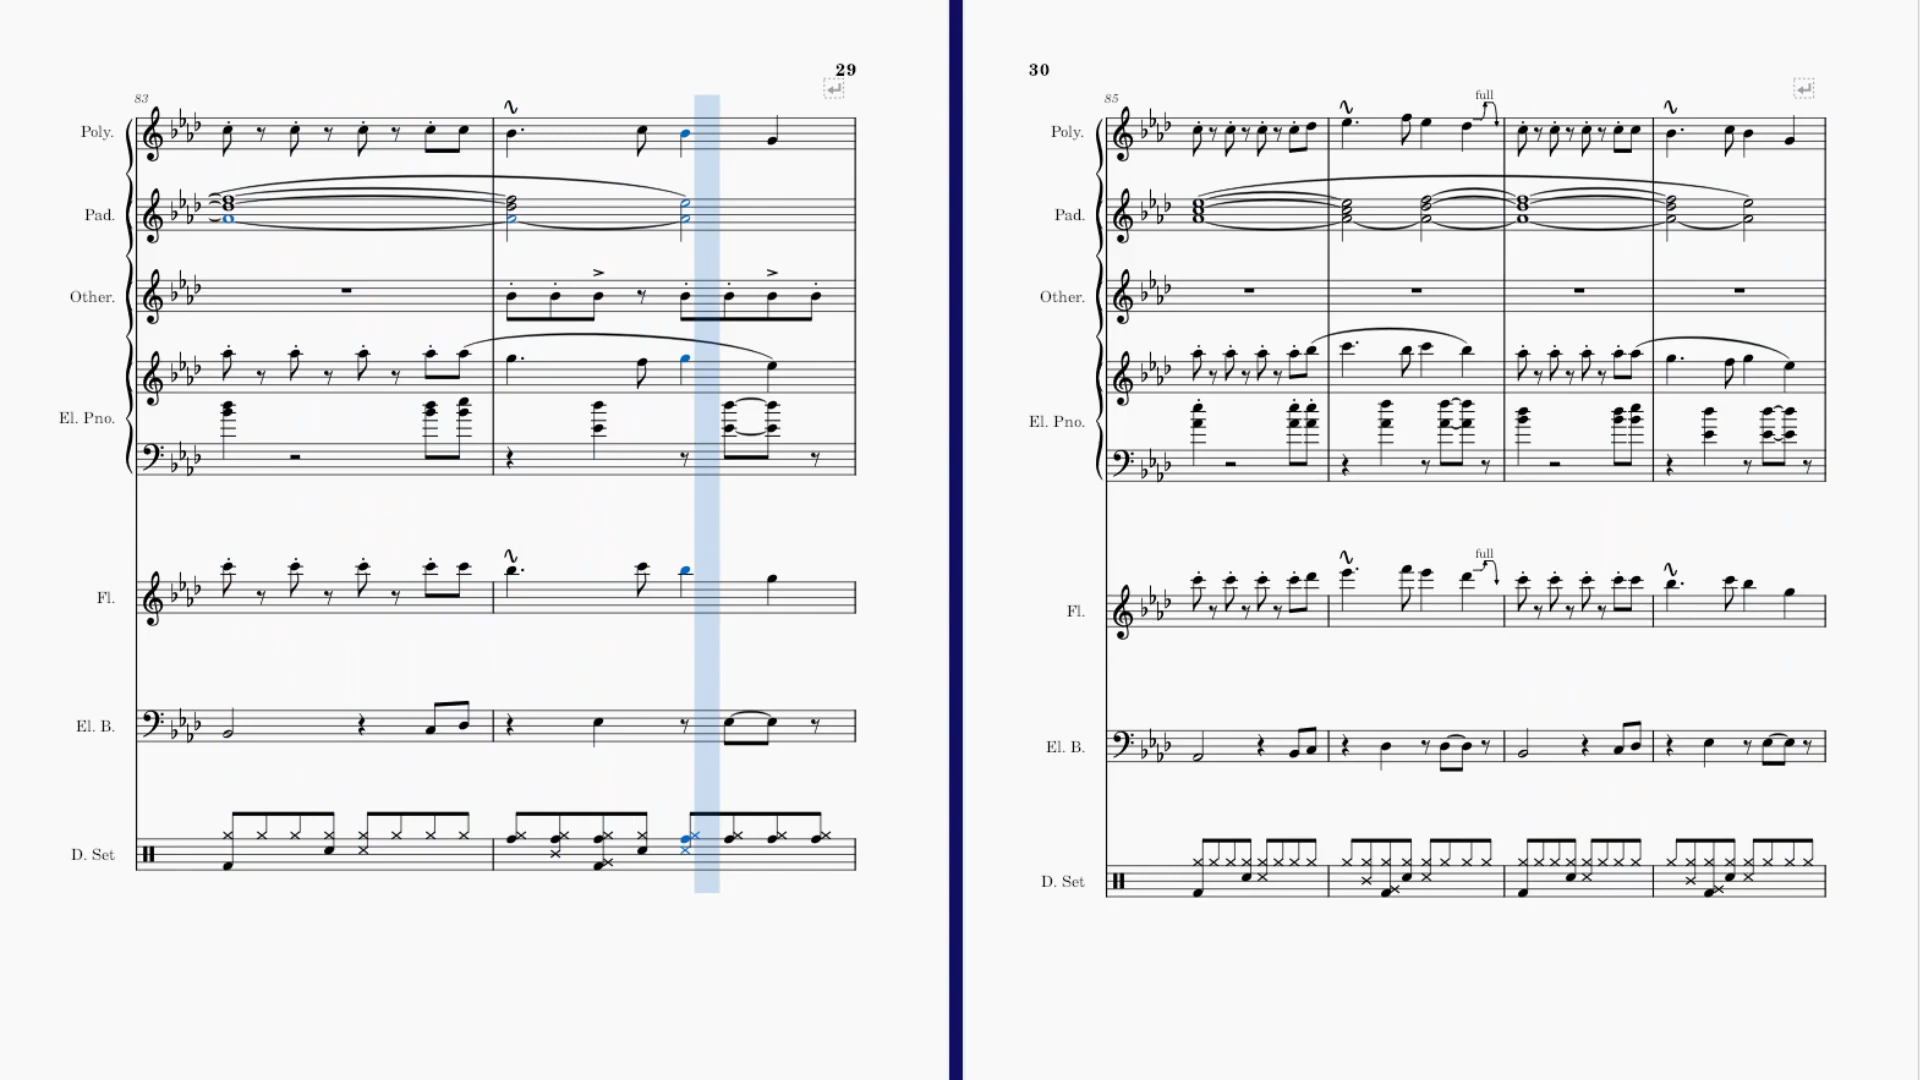 29
83
Poly.
Pad.
Other.
El. Pno.
Fl.
El. B.
D. Set
30
85
full
Poly.
Pad.
Other.
El. Pno.
full
Fl.
El. B.
D. Set